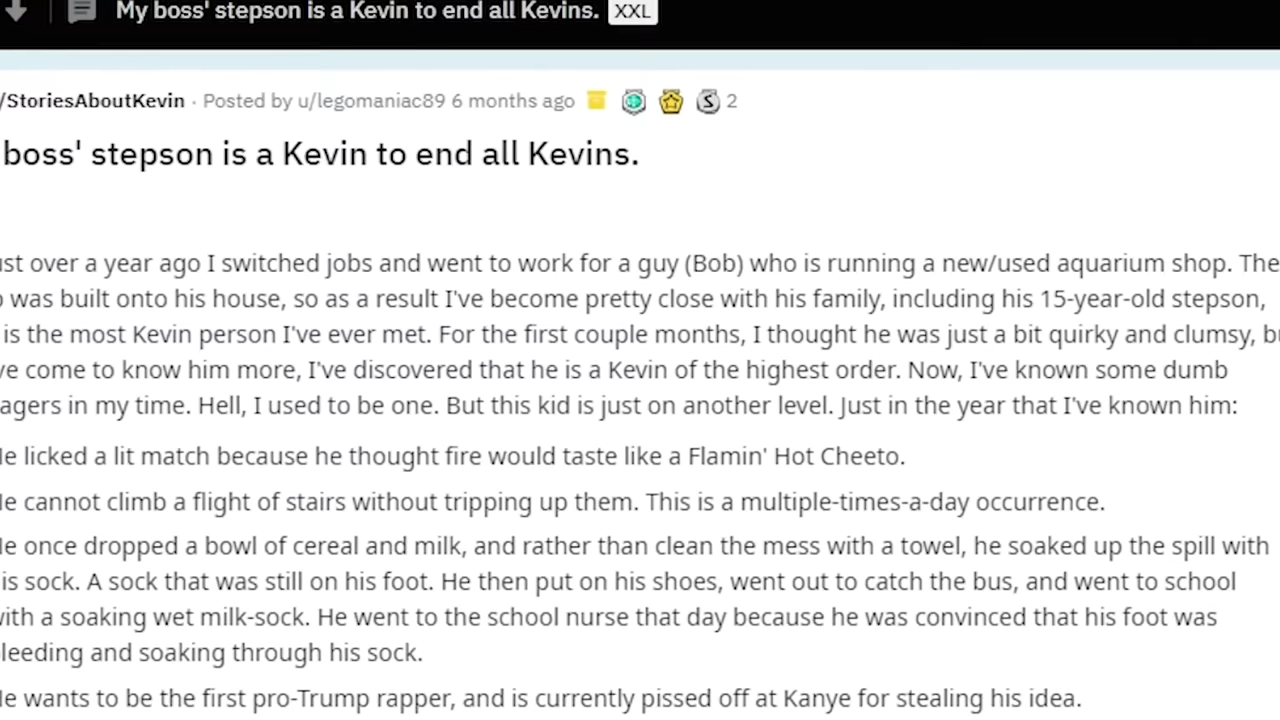 My boss' stepson is a Kevin to end all Kevins. XXL
/StoriesAboutKevin · Posted by u/legomaniac89 6 months ago S 2
boss' stepson is a Kevin to end all Kevins.
ust over a year ago I switched jobs and went to work for a guy (Bob) who is running a new/used aquarium shop. The
was built onto his house, so as a result I've become pretty close with his family, including his 15-year-old stepson,
is the most Kevin person I've ever met. For the first couple months, I thought he was just a bit quirky and clumsy, bu
ve come to know him more, I've discovered that he is a Kevin of the highest order. Now, I've known some dumb
agers in my time. Hell, I used to be one. But this kid is just on another level. Just in the year that I've known him:
He licked a lit match because he thought fire would taste like a Flamin' Hot Cheeto.
He cannot climb a flight of stairs without tripping up them. This is a multiple-times-a-day occurrence.
He once dropped a bowl of cereal and milk, and rather than clean the mess with a towel, he soaked up the spill with
is sock. A sock that was still on his foot. He then put on his shoes, went out to catch the bus, and went to school
with a soaking wet milk-sock. He went to the school nurse that day because he was convinced that his foot was
leeding and soaking through his sock.
He wants to be the first pro-Trump rapper, and is currently pissed off at Kanye for stealing his idea.